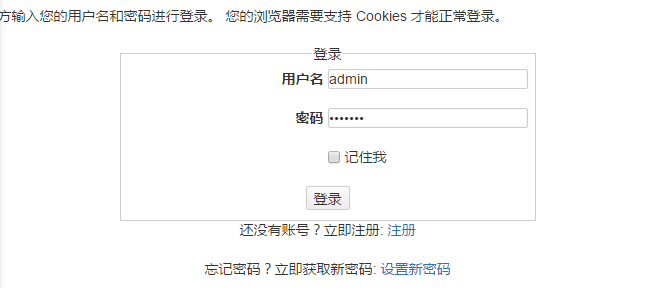 方输入您的用户名和密码进行登录。 您的浏览器需要支持 Cookies 才能正常登录。
登录
用户名 admin
密码 •••••••
记住我
登录
还没有账号？立即注册: 注册
忘记密码？立即获取新密码: 设置新密码